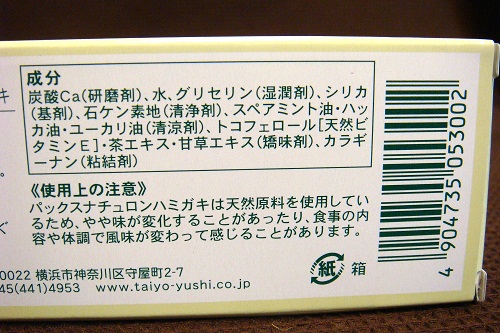 成分
炭酸Ca(研磨剤)、水、グリセリン(湿潤剤)、シリカ
(基剤)、石ケン素地(清浄剤)、スペアミント油・ハッ
カ油・ユーカリ油(清涼剤)、トコフェロール[天然ビ
タミンE]・茶エキス・甘草エキス(矯味剤)、カラギ
ーナン(粘結剤)
《使用上の注意》
パックスナチュロンハミガキは天然原料を使用してい
るため、やや味が変化することがあったり、食事の内
容や体調で風味が変わって感じることがあります。
キ
。
ぐ
0022 横浜市神奈川区守屋町2-7
45(441)4953 www.taiyo-yushi.co.jp
紙 箱
4 904735 053002